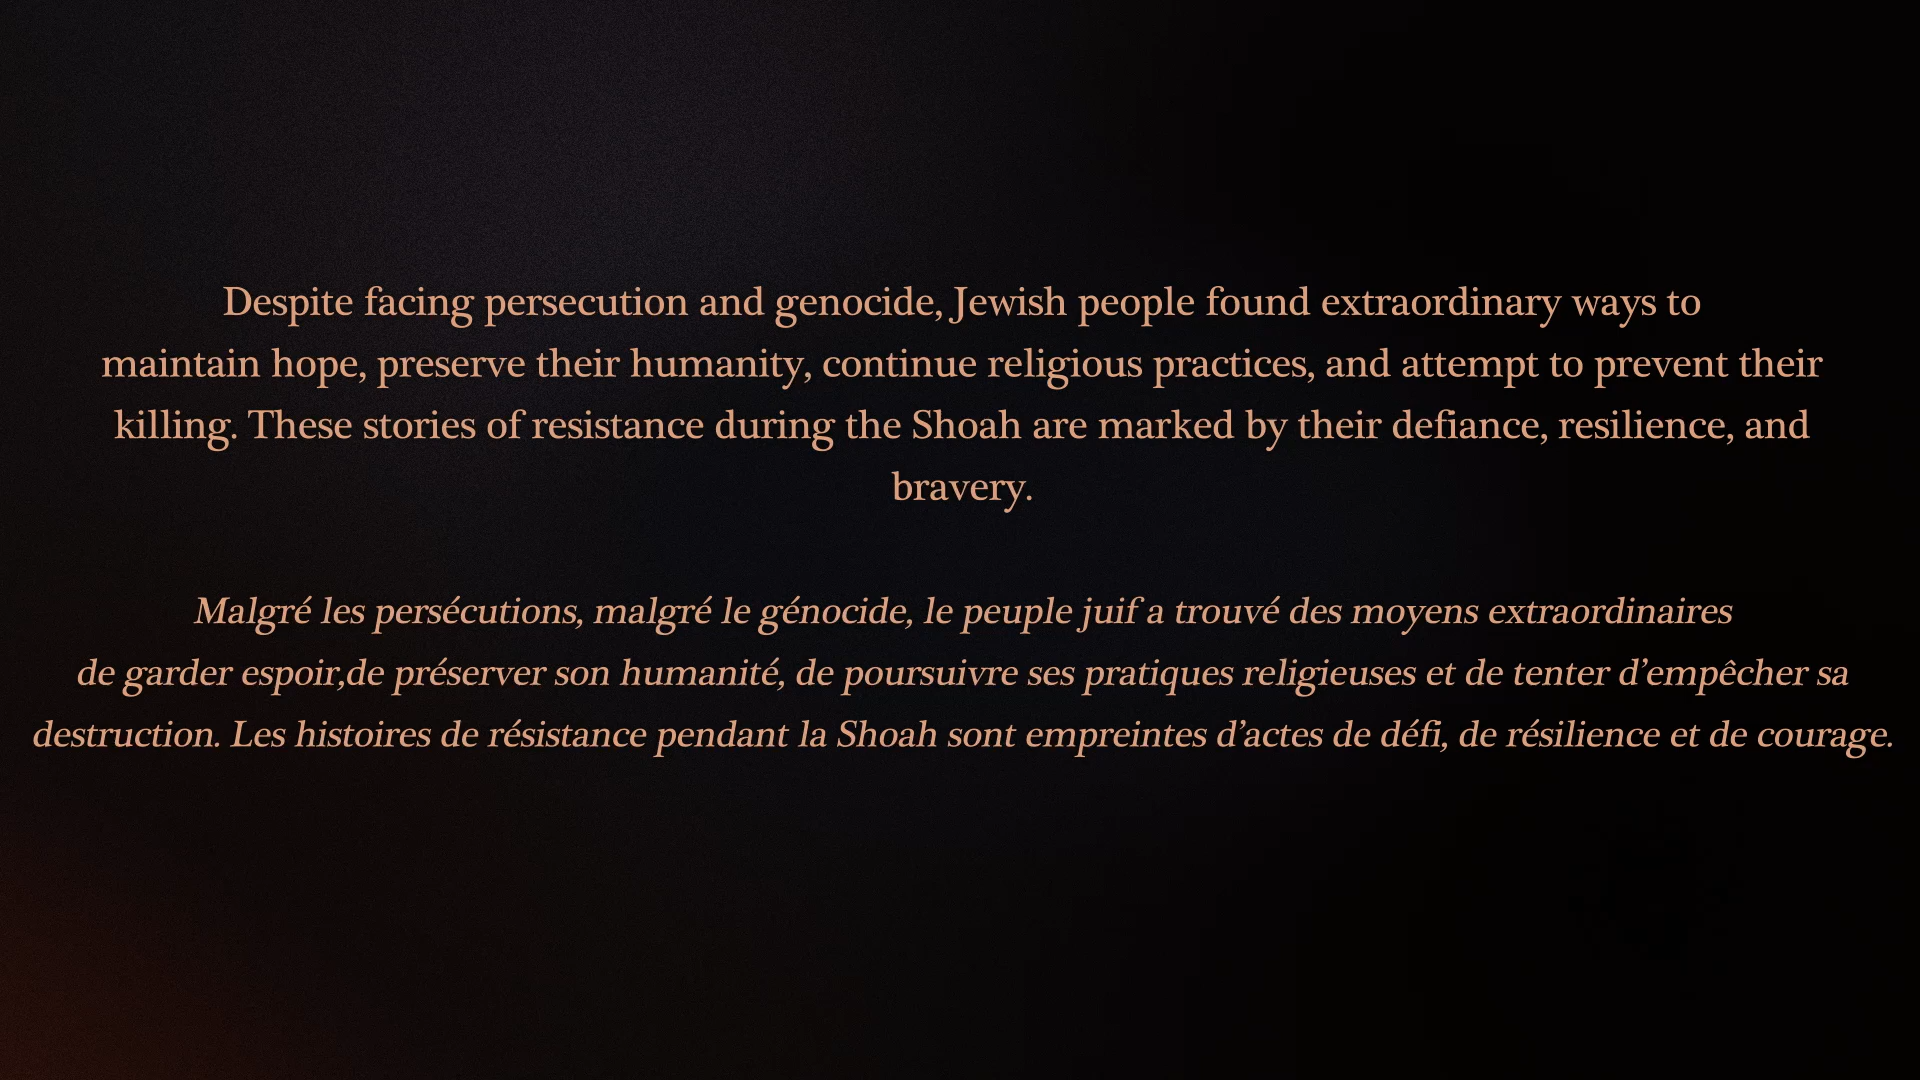 Despite facing persecution and genocide, Jewish people found extraordinary ways to
maintain hope, preserve their humanity, continue religious practices, and attempt to prevent their
killing. These stories of resistance during the Shoah are marked by their defiance, resilience, and
bravery.
Malgré les persécutions, malgré le génocide, le peuple juif a trouvé des moyens extraordinaires
de garder espoir,de préserver son humanité, de poursuivre ses pratiques religieuses et de tenter d’empêcher sa
destruction. Les histoires de résistance pendant la Shoah sont empreintes d’actes de défi, de résilience et de courage.